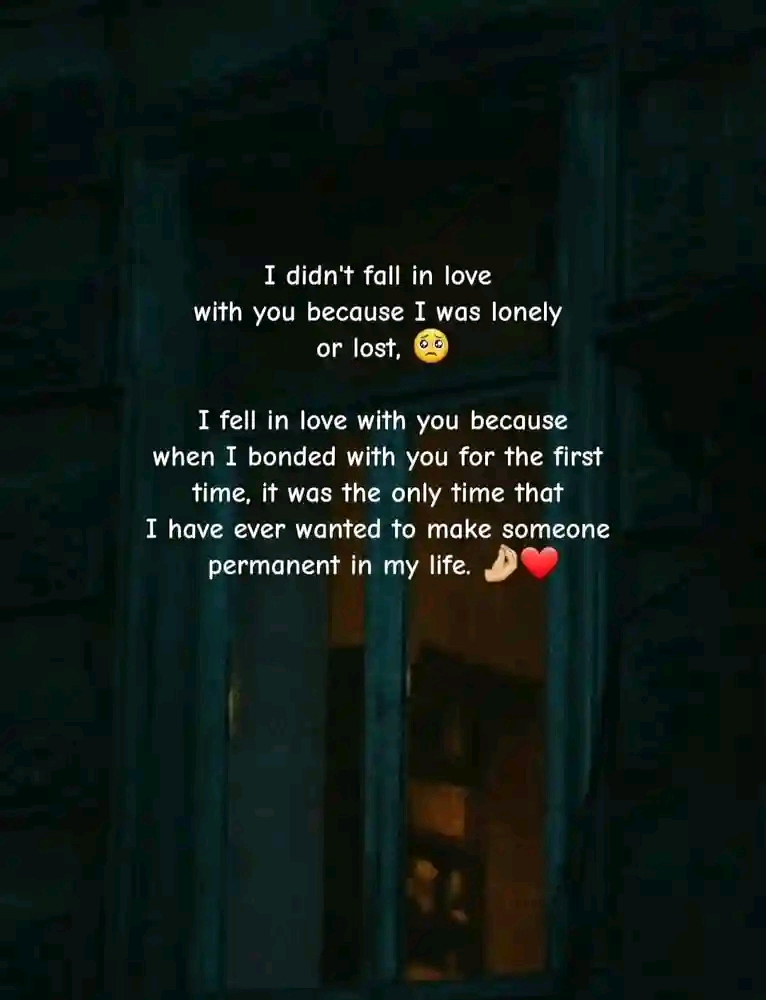 I didn't fall in love
with you because I was lonely
or lost, 🥺
I fell in love with you because
when I bonded with you for the first
time, it was the only time that
I have ever wanted to make someone
permanent in my life. 🤌🏼❤️